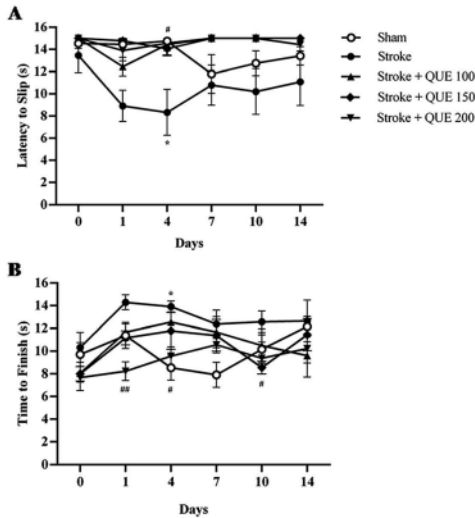 A
Latency to Slip (s)
16
14
12
10
8
6
4
2
0
#
*
0 1 4 7 10 14
Days
Sham
Stroke
Stroke + QUE 100
Stroke + QUE 150
Stroke + QUE 200
B
Time to Finish (s)
16
14
12
10
8
6
4
2
0
*
## # #
0 1 4 7 10 14
Days